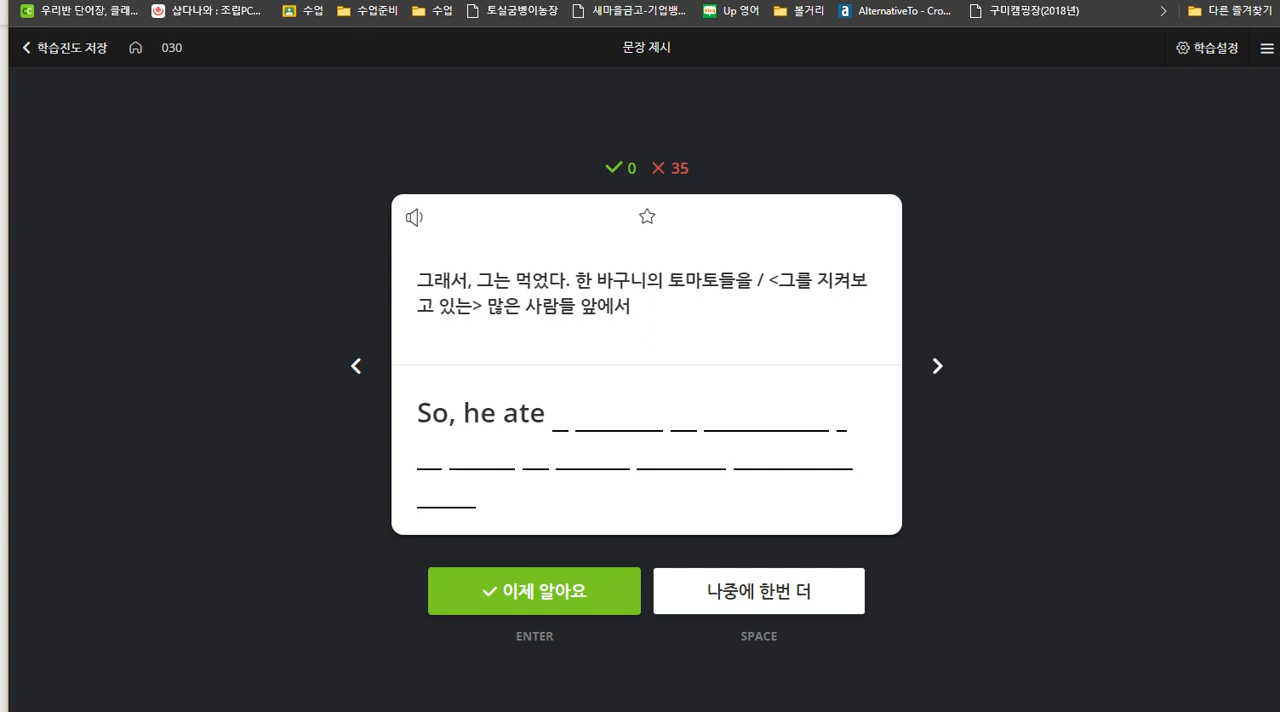 우리반 단어장, 클래... 샵다나와 : 조립PC... 수업 수업준비 수업 토실굼벵이농장 새마을금고-기업뱅... Up 영어 볼거리 AlternativeTo - Cro... 구미캠핑장(2018년) 다른 즐겨찾기
학습진도 저장 030 문장 제시 학습설정
0 35
그래서, 그는 먹었다. 한 바구니의 토마토들을 / <그를 지켜보
고 있는> 많은 사람들 앞에서
So, he ate _ _ _ _ _
_ _ _ _ _ _
_
이제 알아요 나중에 한번 더
ENTER SPACE